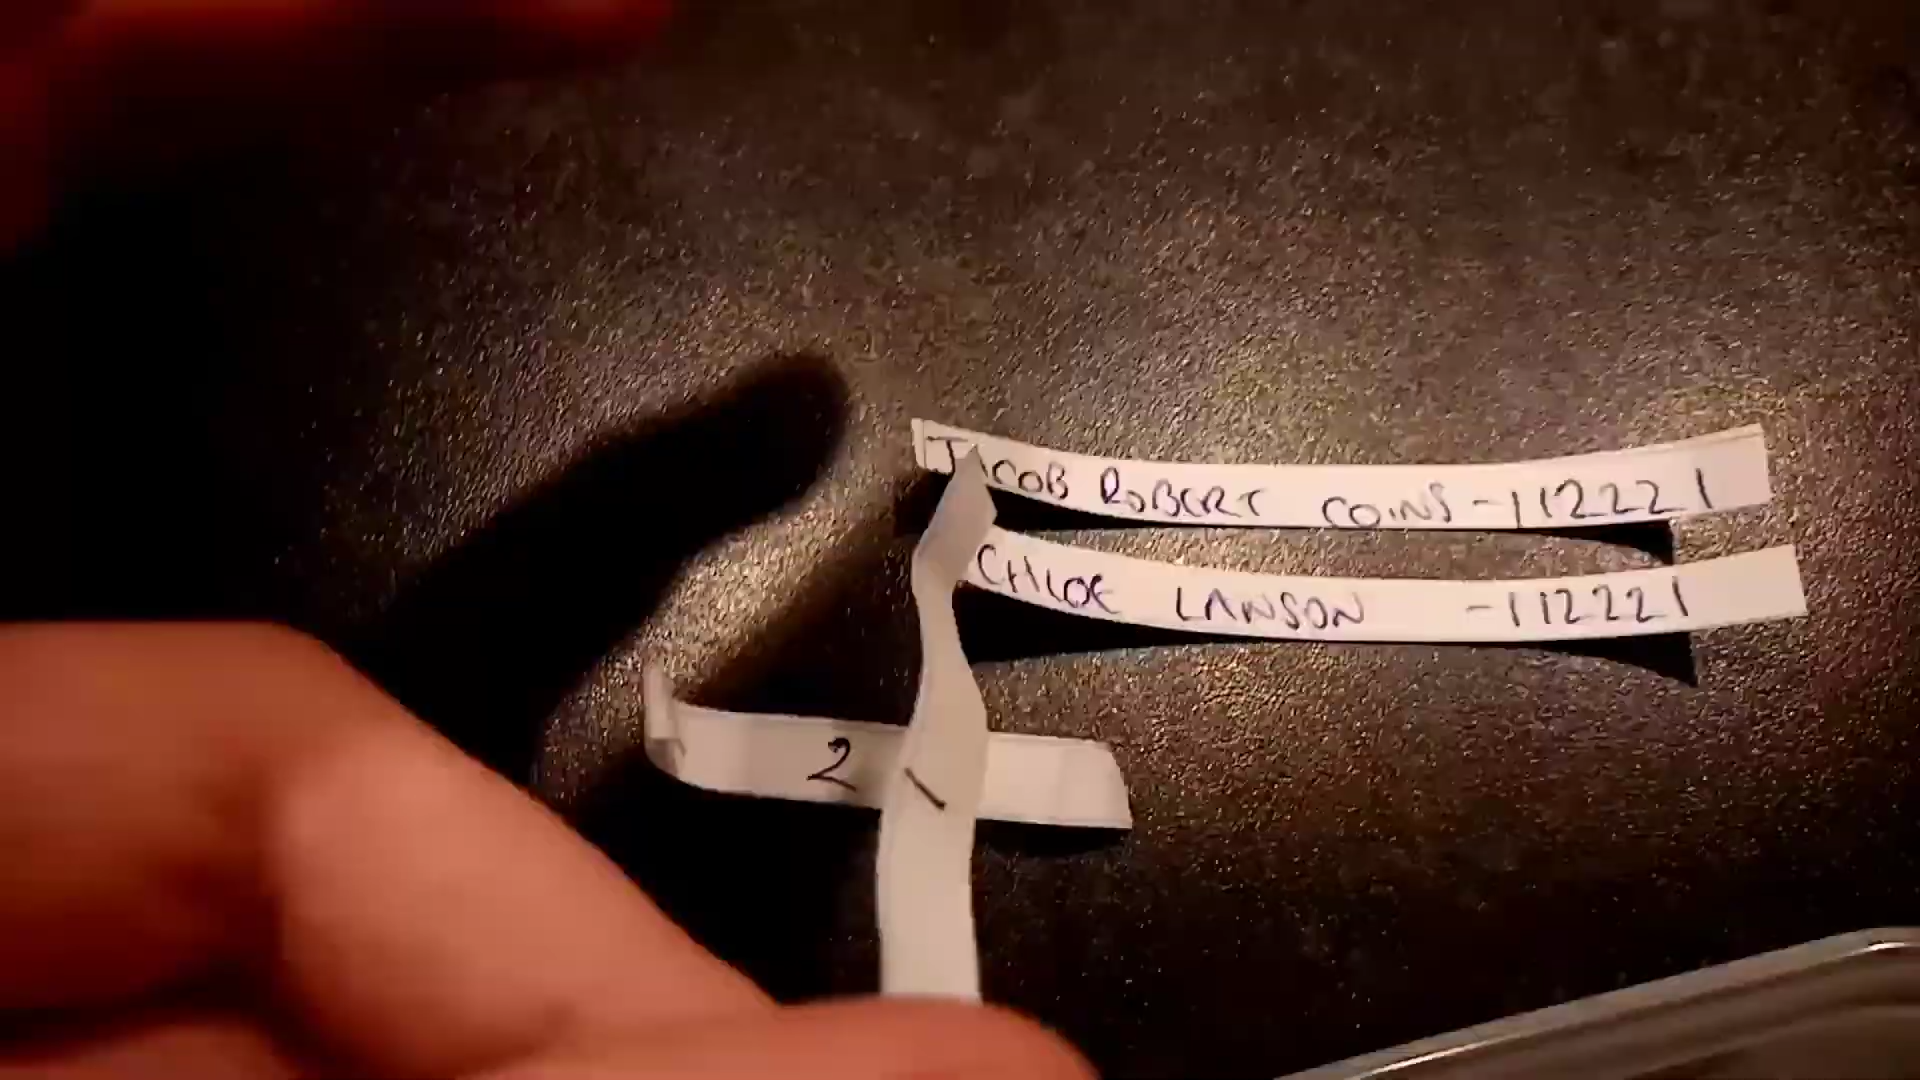 JACOB ROBERT COINS -112221
CHLOE LAWSON -112221
2
1